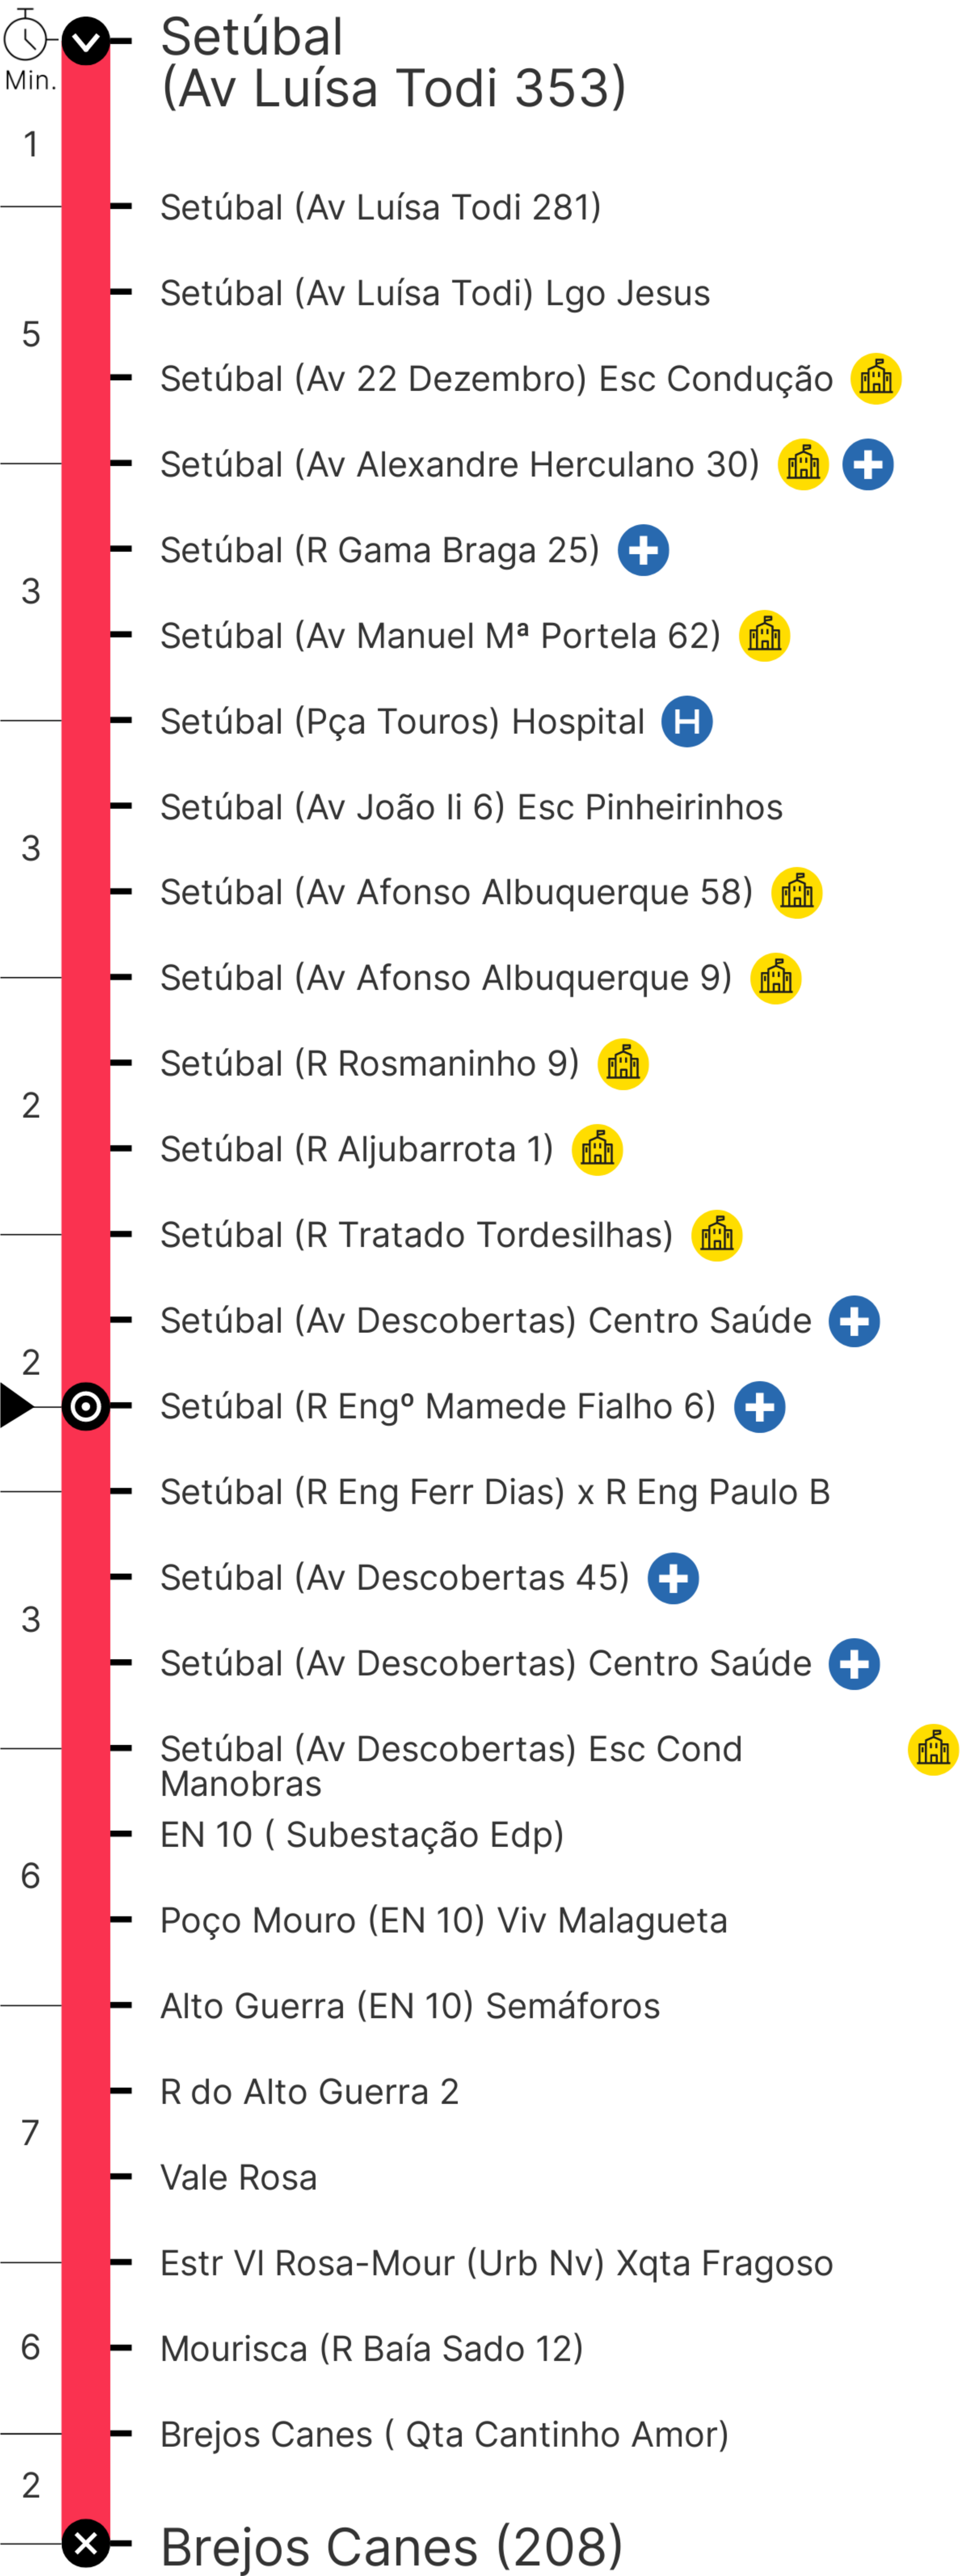 Setúbal
(Av Luísa Todi 353)
Min.
1
Setúbal (Av Luísa Todi 281)
Setúbal (Av Luísa Todi) Lgo Jesus
5
Setúbal (Av 22 Dezembro) Esc Condução
Setúbal (Av Alexandre Herculano 30)
Setúbal (R Gama Braga 25)
3
Setúbal (Av Manuel Mª Portela 62)
Setúbal (Pça Touros) Hospital H
Setúbal (Av João Ii 6) Esc Pinheirinhos
3
Setúbal (Av Afonso Albuquerque 58)
Setúbal (Av Afonso Albuquerque 9)
Setúbal (R Rosmaninho 9)
2
Setúbal (R Aljubarrota 1)
Setúbal (R Tratado Tordesilhas)
Setúbal (Av Descobertas) Centro Saúde
2
Setúbal (R Engº Mamede Fialho 6)
Setúbal (R Eng Ferr Dias) x R Eng Paulo B
Setúbal (Av Descobertas 45)
3
Setúbal (Av Descobertas) Centro Saúde
Setúbal (Av Descobertas) Esc Cond
Manobras
EN 10 ( Subestação Edp)
6
Poço Mouro (EN 10) Viv Malagueta
Alto Guerra (EN 10) Semáforos
R do Alto Guerra 2
7
Vale Rosa
Estr Vl Rosa-Mour (Urb Nv) Xqta Fragoso
6
Mourisca (R Baía Sado 12)
Brejos Canes ( Qta Cantinho Amor)
2
Brejos Canes (208)